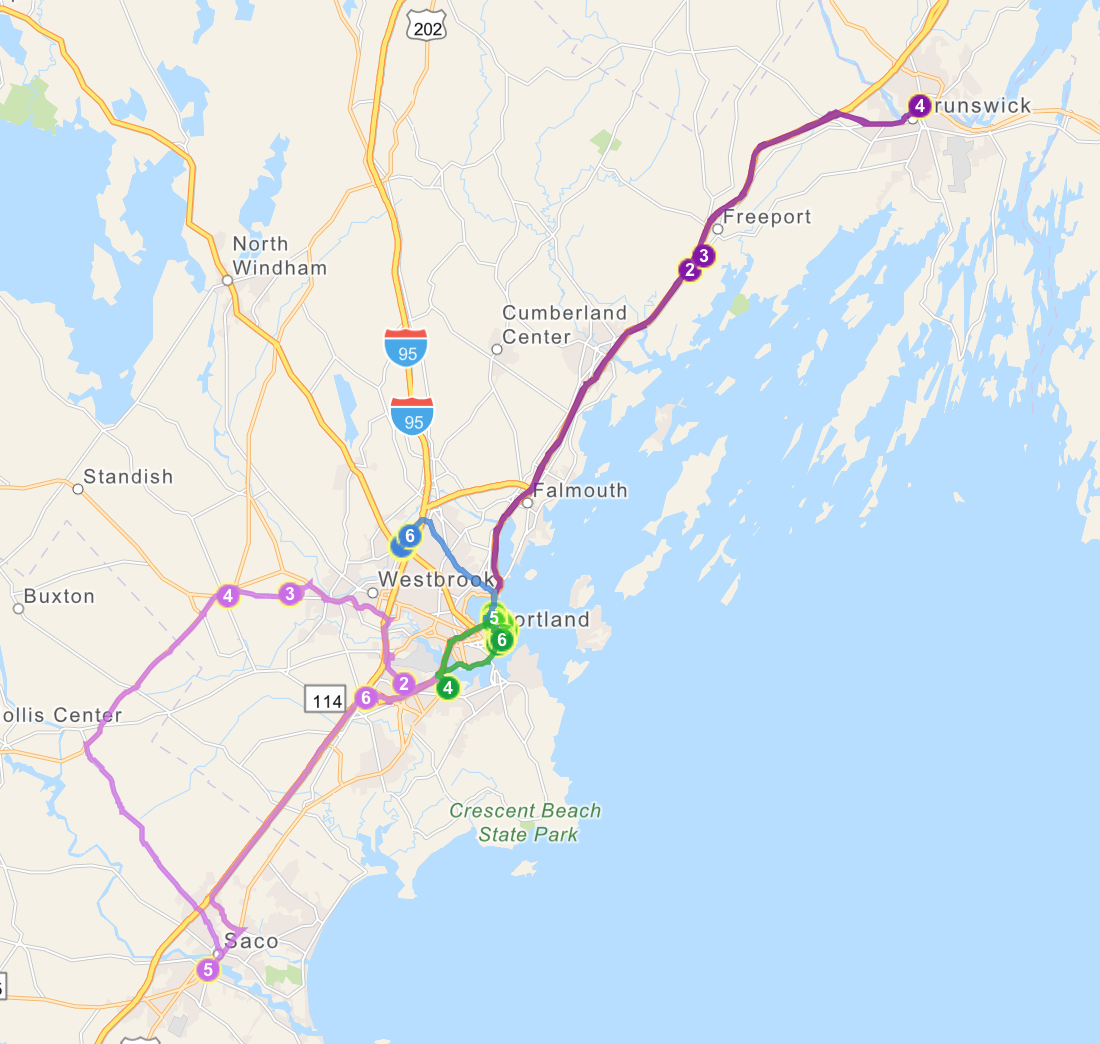 202
4
runswick
Freeport
3
2
North
Windham
Cumberland
Center
95
95
Standish
Falmouth
6
Westbrook
4
3
Buxton
5
ortland
6
2
4
6
114
ollis Center
Crescent Beach
State Park
Saco
5